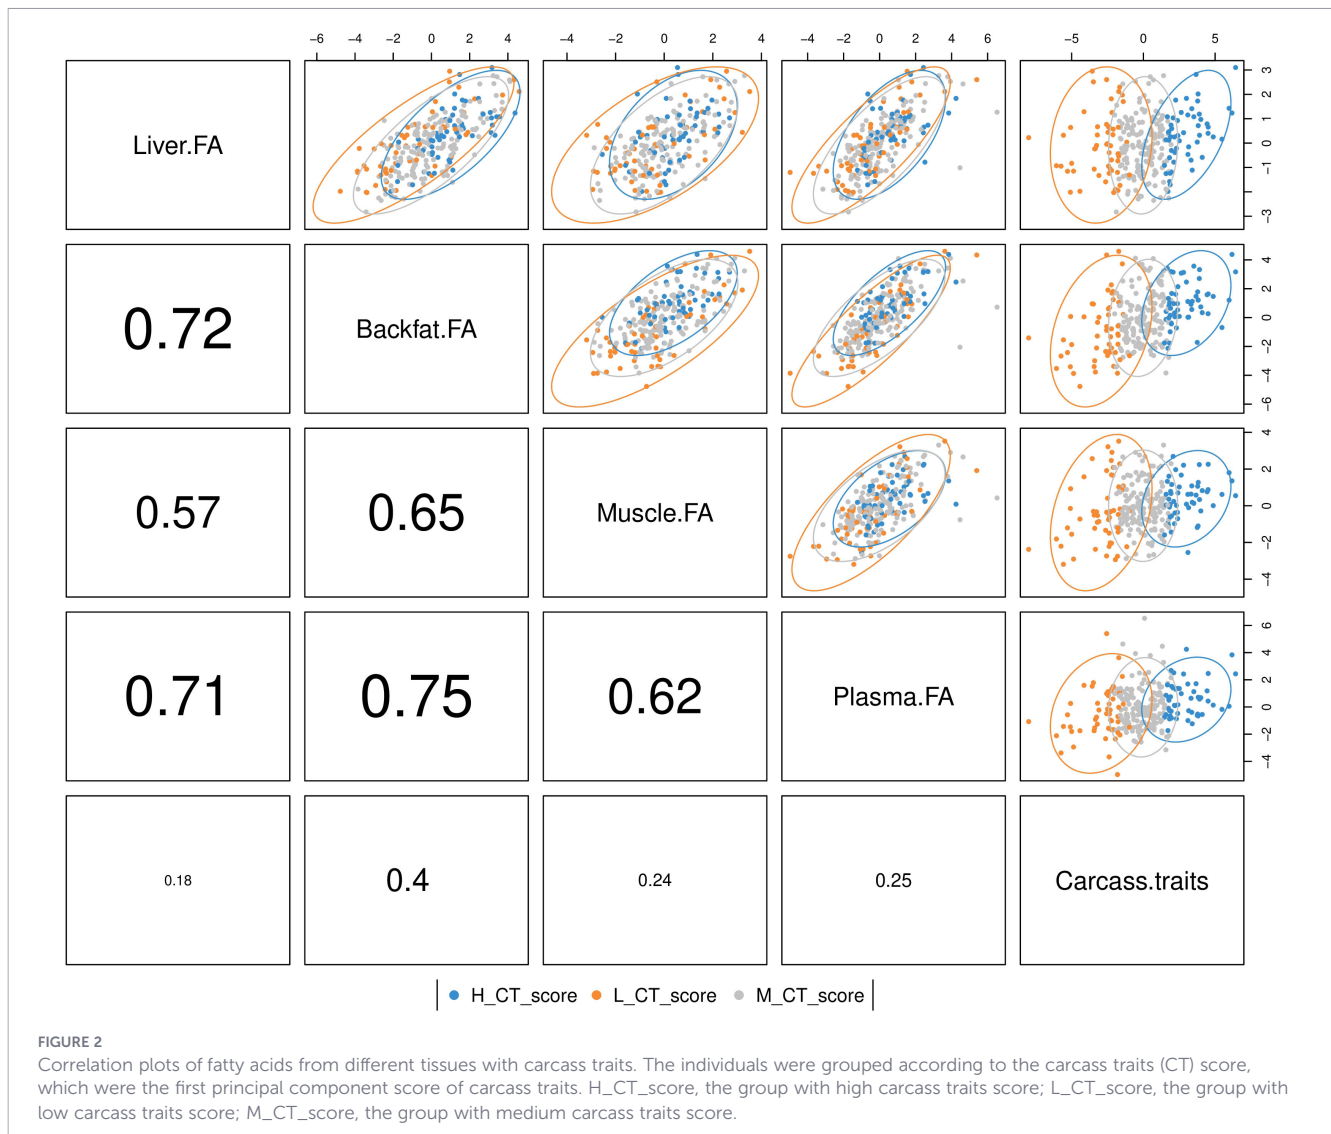 −6 −4 −2 0 2 4
−4 −2 0 2 4
−4 −2 0 2 4 6
−5 0 5
Liver.FA
3 2 1 0 −1 −3
0.72
Backfat.FA
4 2 0 −2 −4 −6
0.57
0.65
Muscle.FA
4 2 0 −2 −4
0.71
0.75
0.62
Plasma.FA
6 4 2 0 −2 −4
0.18
0.4
0.24
0.25
Carcass.traits
H_CT_score L_CT_score M_CT_score
FIGURE 2
Correlation plots of fatty acids from different tissues with carcass traits. The individuals were grouped according to the carcass traits (CT) score,
which were the first principal component score of carcass traits. H_CT_score, the group with high carcass traits score; L_CT_score, the group with
low carcass traits score; M_CT_score, the group with medium carcass traits score.